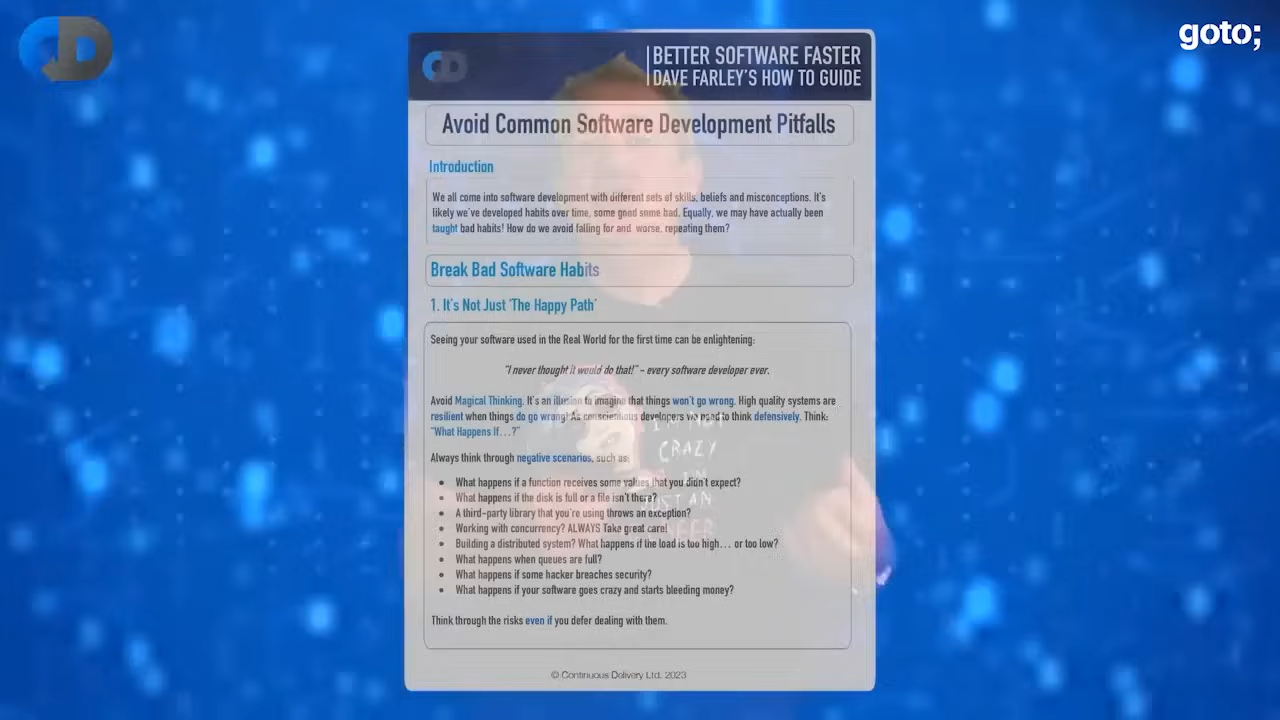 CD
goto;
CD
BETTER SOFTWARE FASTER
DAVE FARLEY'S HOW TO GUIDE
Avoid Common Software Development Pitfalls
Introduction
We all come into software development with different sets of skills, beliefs and misconceptions. It's
likely we've developed habits over time, some good some bad. Equally, we may have actually been
taught bad habits! How do we avoid falling for and worse, repeating them?
Break Bad Software Habits
1. It's Not Just 'The Happy Path'
Seeing your software used in the Real World for the first time can be enlightening:
"I never thought it would do that!" - every software developer ever.
Avoid Magical Thinking. It's an illusion to imagine that things won't go wrong. High quality systems are
resilient when things do go wrong! As conscientious developers we need to think defensively. Think:
"What Happens If...?"
Always think through negative scenarios, such as:
• What happens if a function receives some values that you didn't expect?
• What happens if the disk is full or a file isn't there?
• A third-party library that you're using throws an exception?
• Working with concurrency? ALWAYS Take great care!
• Building a distributed system? What happens if the load is too high... or too low?
• What happens when queues are full?
• What happens if some hacker breaches security?
• What happens if your software goes crazy and starts bleeding money?
Think through the risks even if you defer dealing with them.
© Continuous Delivery Ltd. 2023
I'M NOT
CRAZY
I'M
JUST AN